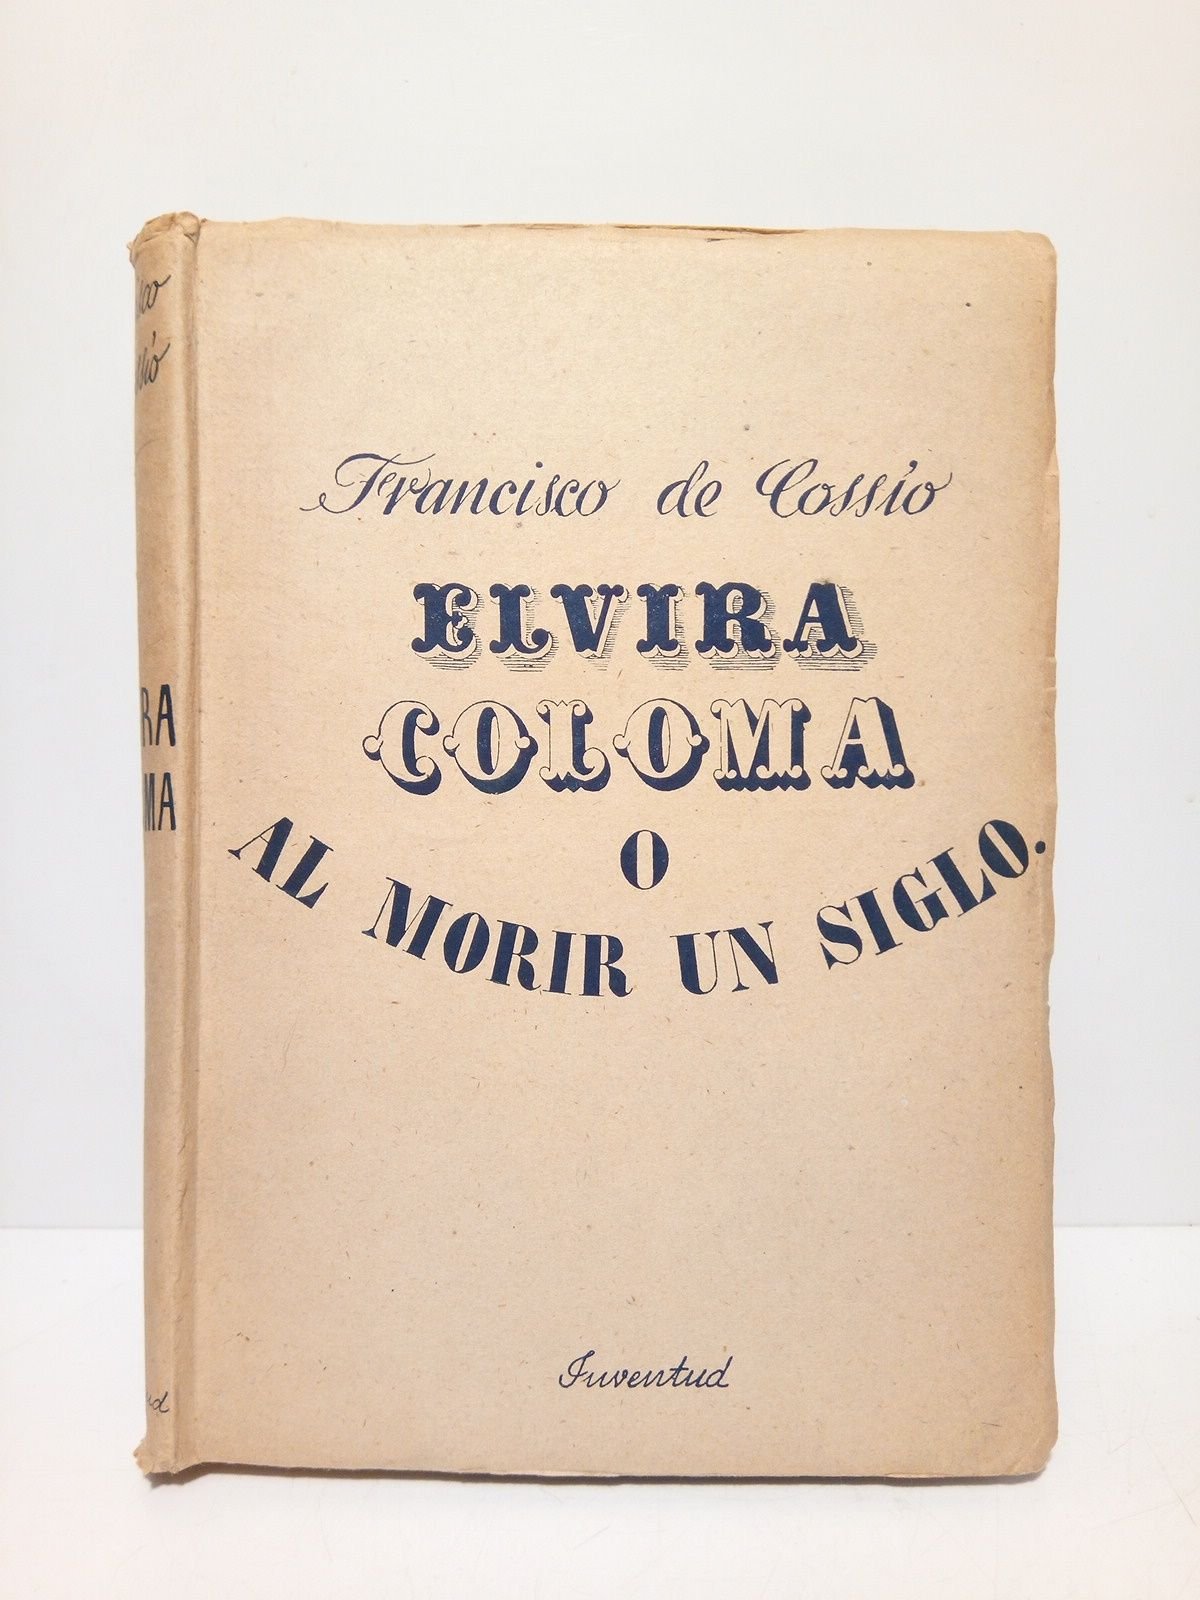 Francisco de Cossío
ELVIRA
COLOMA
O
AL MORIR UN SIGLO.
Juventud
RA
MA